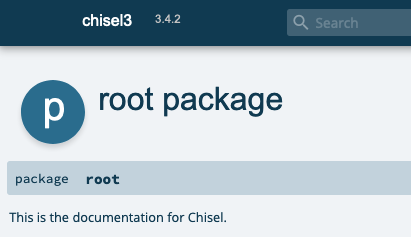 chisel3 3.4.2 Search
p root package
package root
This is the documentation for Chisel.